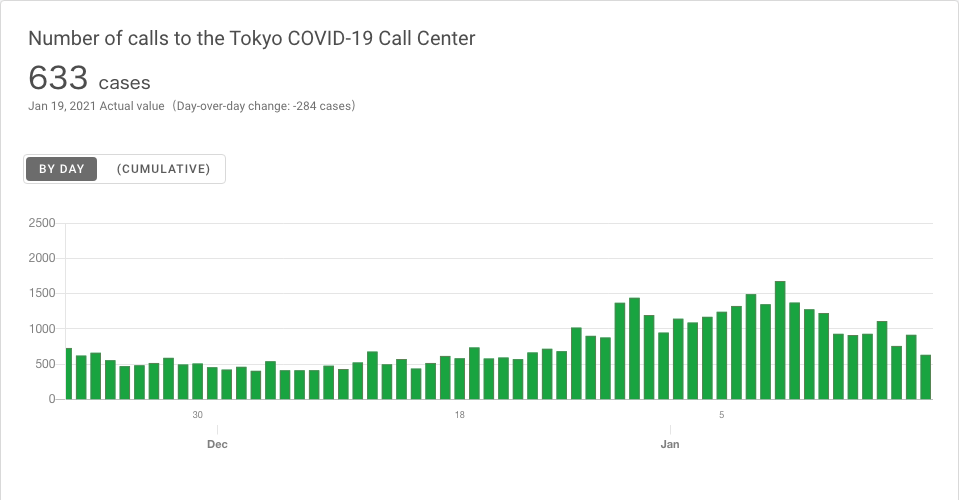 Number of calls to the Tokyo COVID-19 Call Center
633 cases
Jan 19, 2021 Actual value（Day-over-day change: -284 cases）
BY DAY (CUMULATIVE)
2500
2000
1500
1000
500
0
30 18 5
Dec Jan